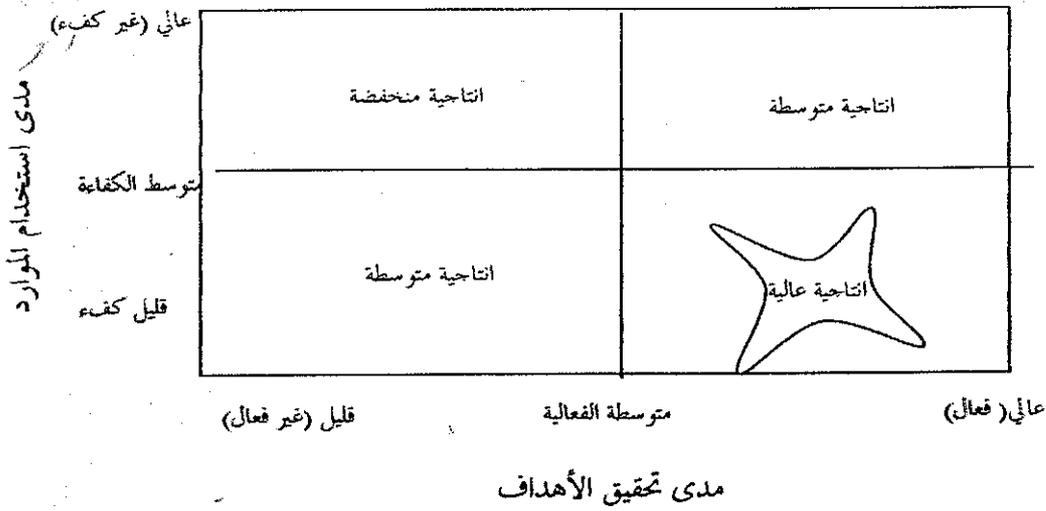 عالي (غير كفء)
مدى استخدام الموارد
انتاجية منخفضة
انتاجية متوسطة
متوسط الكفاءة
انتاجية متوسطة
انتاجية عالية
قليل كفء
عالي( فعال)
متوسطة الفعالية
قليل (غير فعال)
مدى تحقيق الأهداف